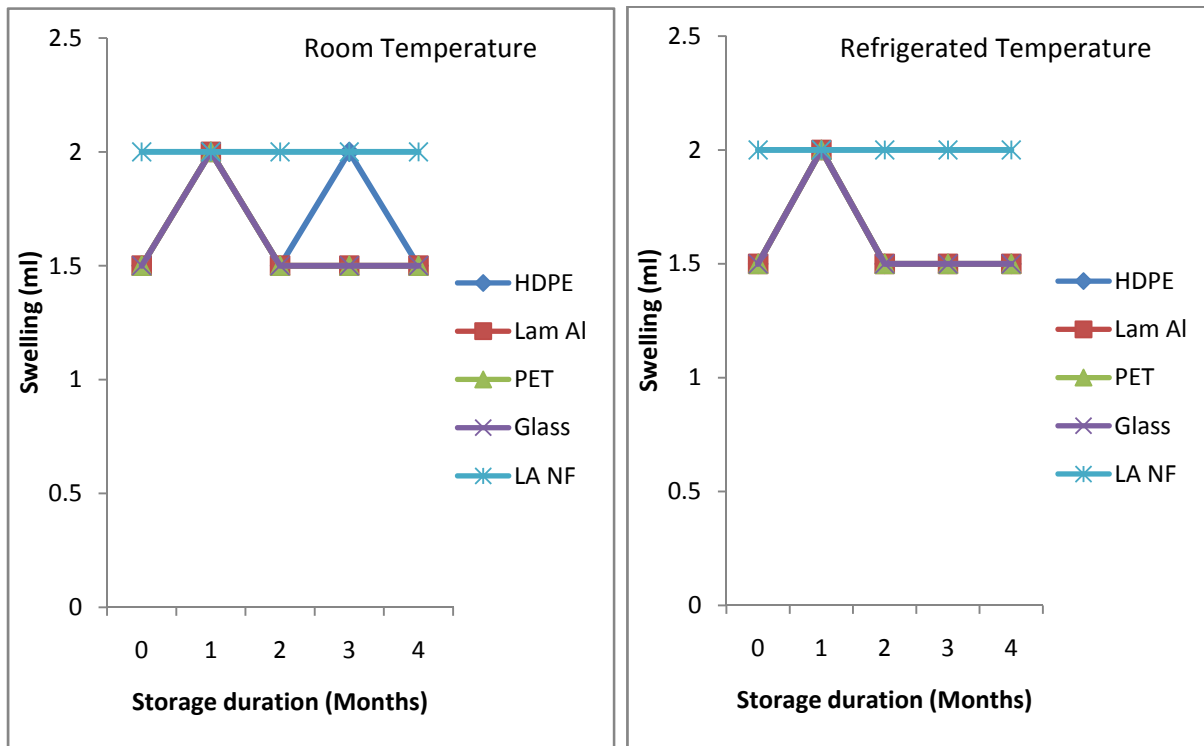 Room Temperature
2.5
2
1.5
1
0.5
0
Swelling (ml)
0 1 2 3 4
Storage duration (Months)
HDPE
Lam Al
PET
Glass
LA NF
Refrigerated Temperature
2.5
2
1.5
1
0.5
0
Swelling (ml)
0 1 2 3 4
Storage duration (Months)
HDPE
Lam Al
PET
Glass
LA NF